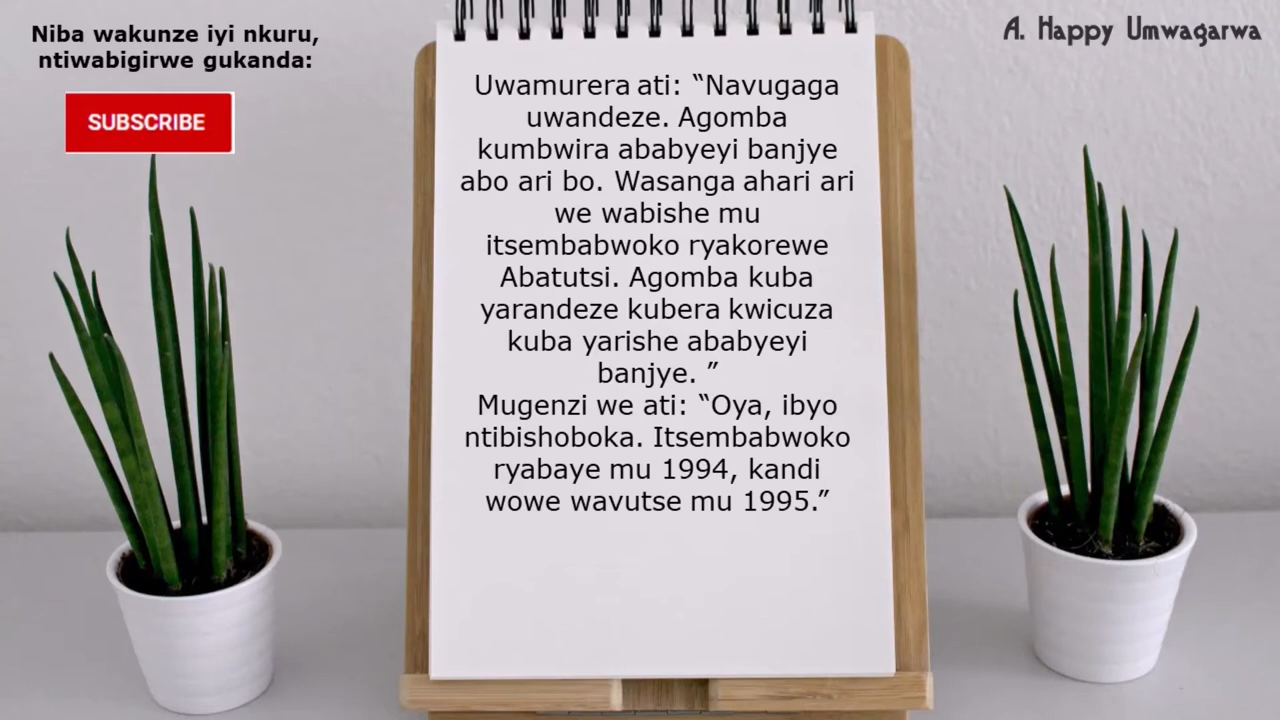 Niba wakunze iyi nkuru,
ntiwabigirwe gukanda:
SUBSCRIBE
A. Happy Umwagarwa
Uwamurera ati: “Navugaga
uwandeze. Agomba
kumbwira ababyeyi banjye
abo ari bo. Wasanga ahari ari
we wabishe mu
itsembabwoko ryakorewe
Abatutsi. Agomba kuba
yarandeze kubera kwicuza
kuba yarishe ababyeyi
banjye. ”
Mugenzi we ati: “Oya, ibyo
ntibishoboka. Itsembabwoko
ryabaye mu 1994, kandi
wowe wavutse mu 1995.”